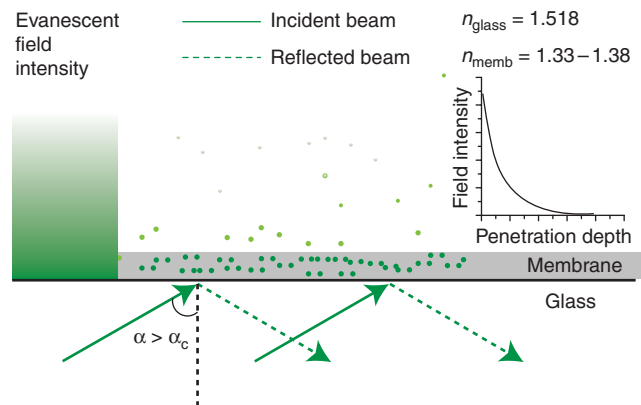 Evanescent
field
intensity
Incident beam
Reflected beam
n_glass = 1.518
n_memb = 1.33–1.38
Field intensity
Penetration depth
Membrane
Glass
α > α_c